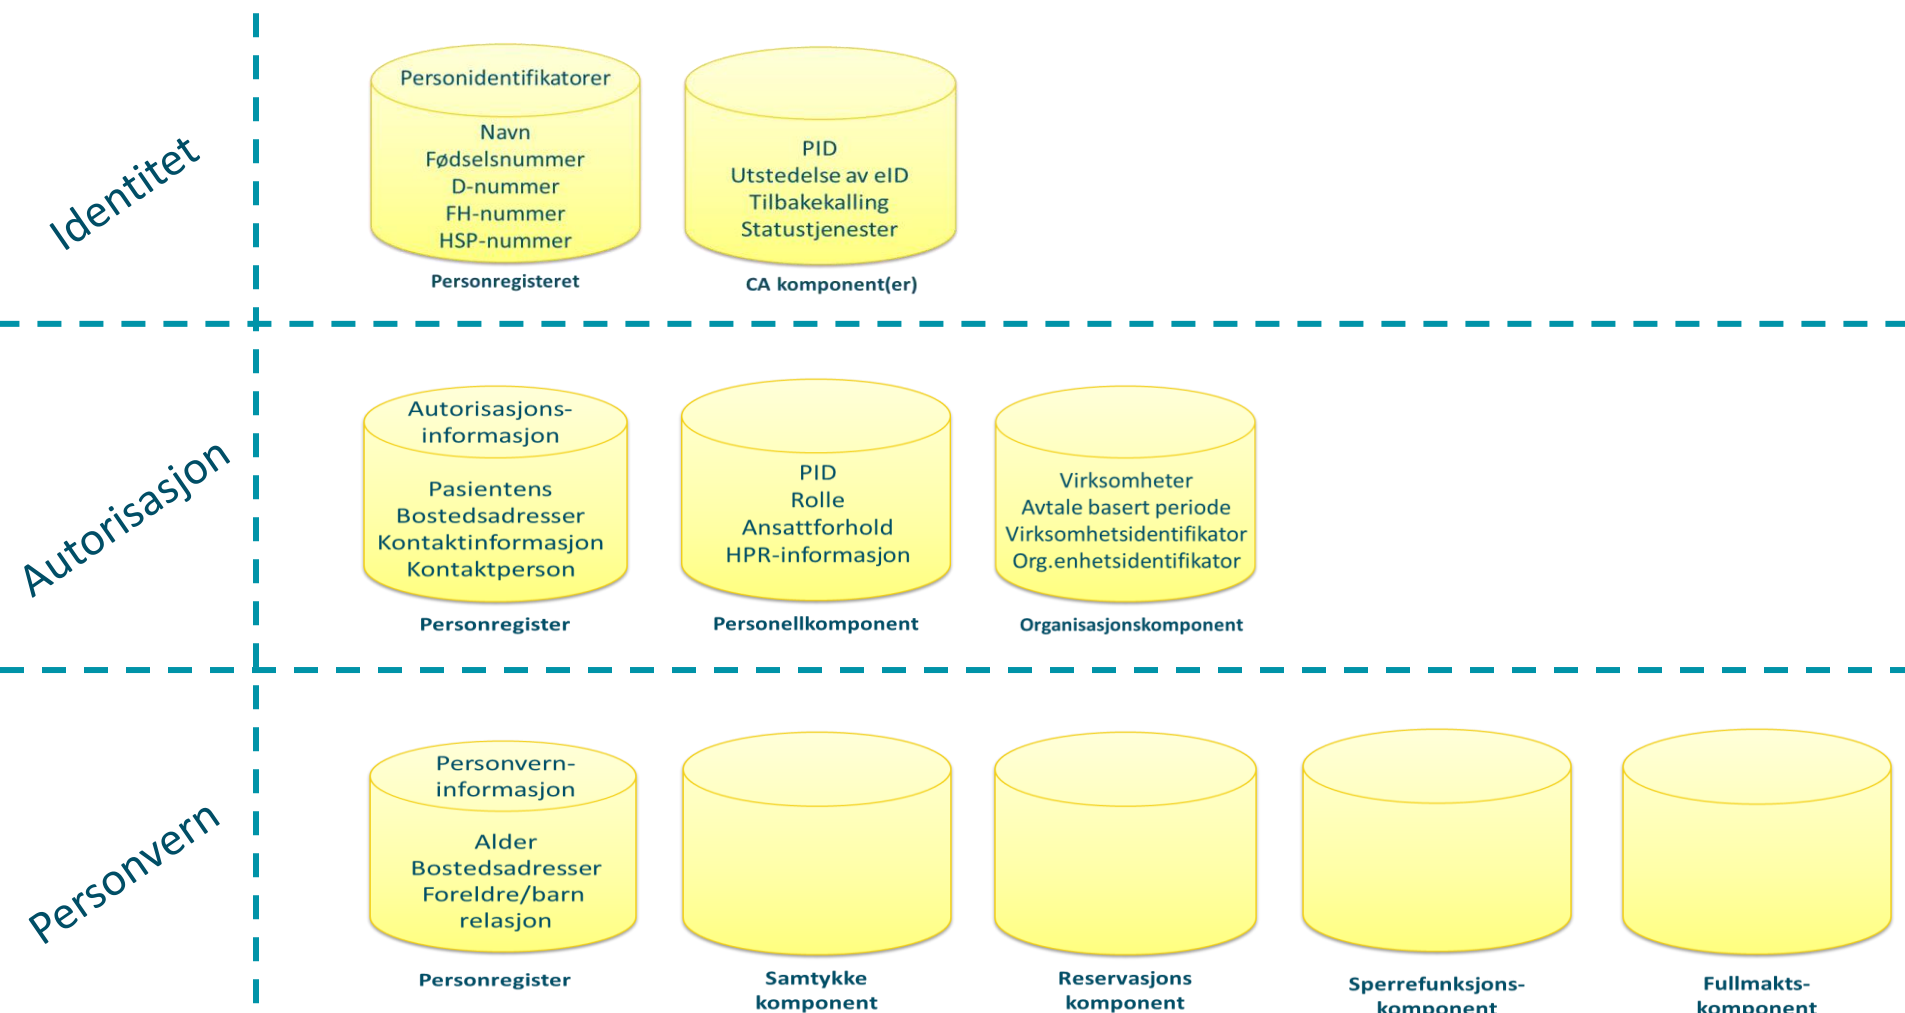 Identitet
Personidentifikatorer
Navn
Fødselsnummer
D-nummer
FH-nummer
HSP-nummer
Personregisteret
PID
Utstedelse av eID
Tilbakekalling
Statustjenester
CA komponent(er)
Autorisasjon
Autorisasjons-
informasjon
Pasientens
Bostedsadresser
Kontaktinformasjon
Kontaktperson
Personregister
PID
Rolle
Ansattforhold
HPR-informasjon
Personellkomponent
Virksomheter
Avtale basert periode
Virksomhetsidentifikator
Org.enhetsidentifikator
Organisasjonskomponent
Personvern
Personvern-
informasjon
Alder
Bostedsadresser
Foreldre/barn
relasjon
Personregister
Samtykke
komponent
Reservasjons
komponent
Sperrefunksjons-
komponent
Fullmakts-
komponent